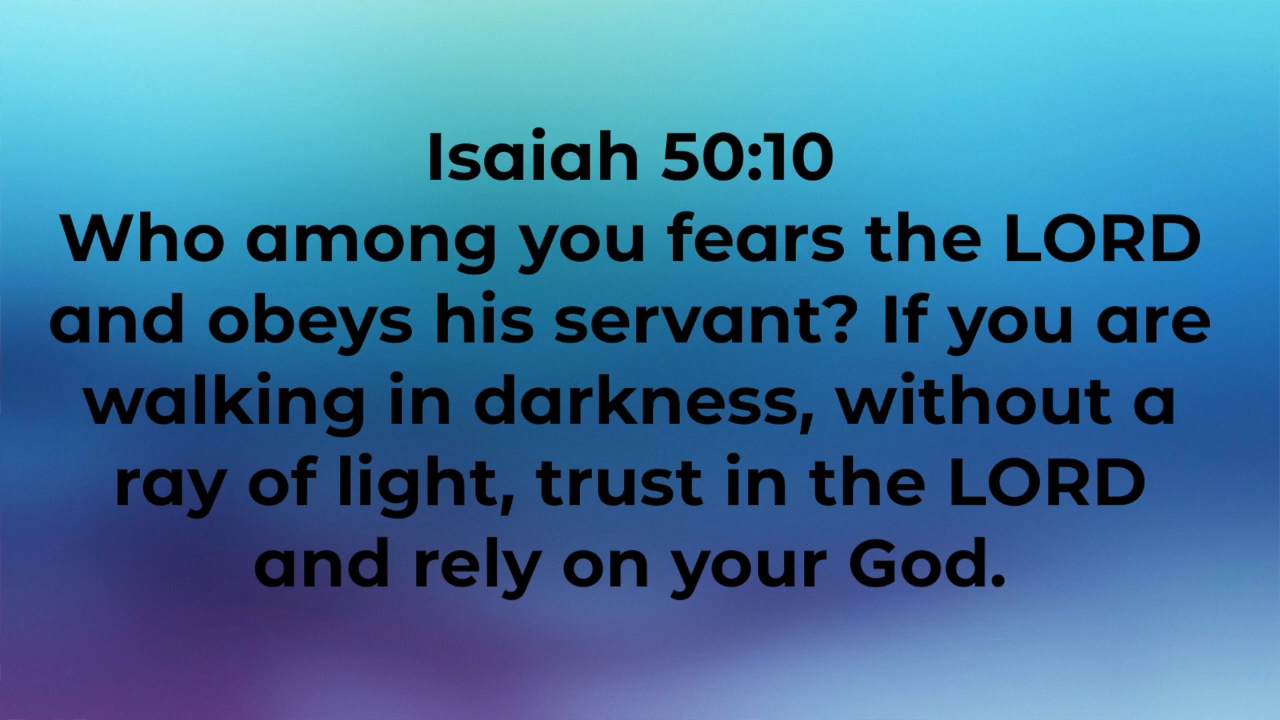 Isaiah 50:10
Who among you fears the LORD
and obeys his servant? If you are
walking in darkness, without a
ray of light, trust in the LORD
and rely on your God.